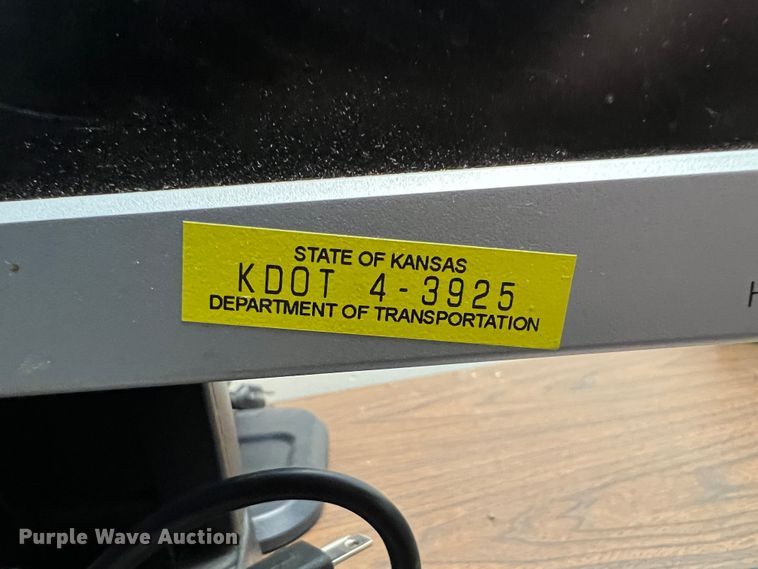 STATE OF KANSAS
KDOT 4-3925
DEPARTMENT OF TRANSPORTATION
H
Purple Wave Auction